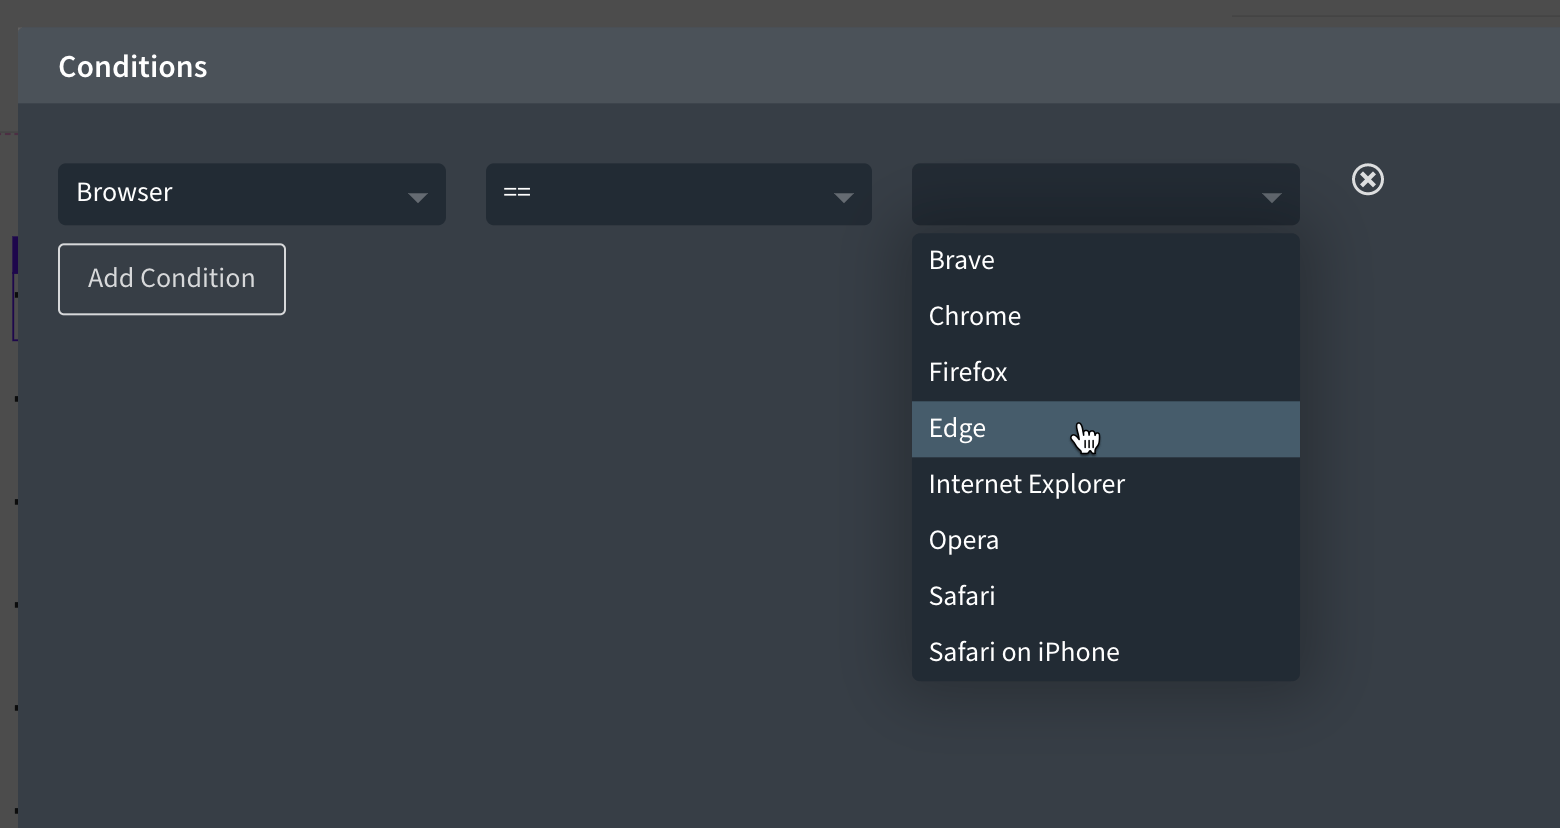 Conditions
Browser
==
Add Condition
Brave
Chrome
Firefox
Edge
Internet Explorer
Opera
Safari
Safari on iPhone